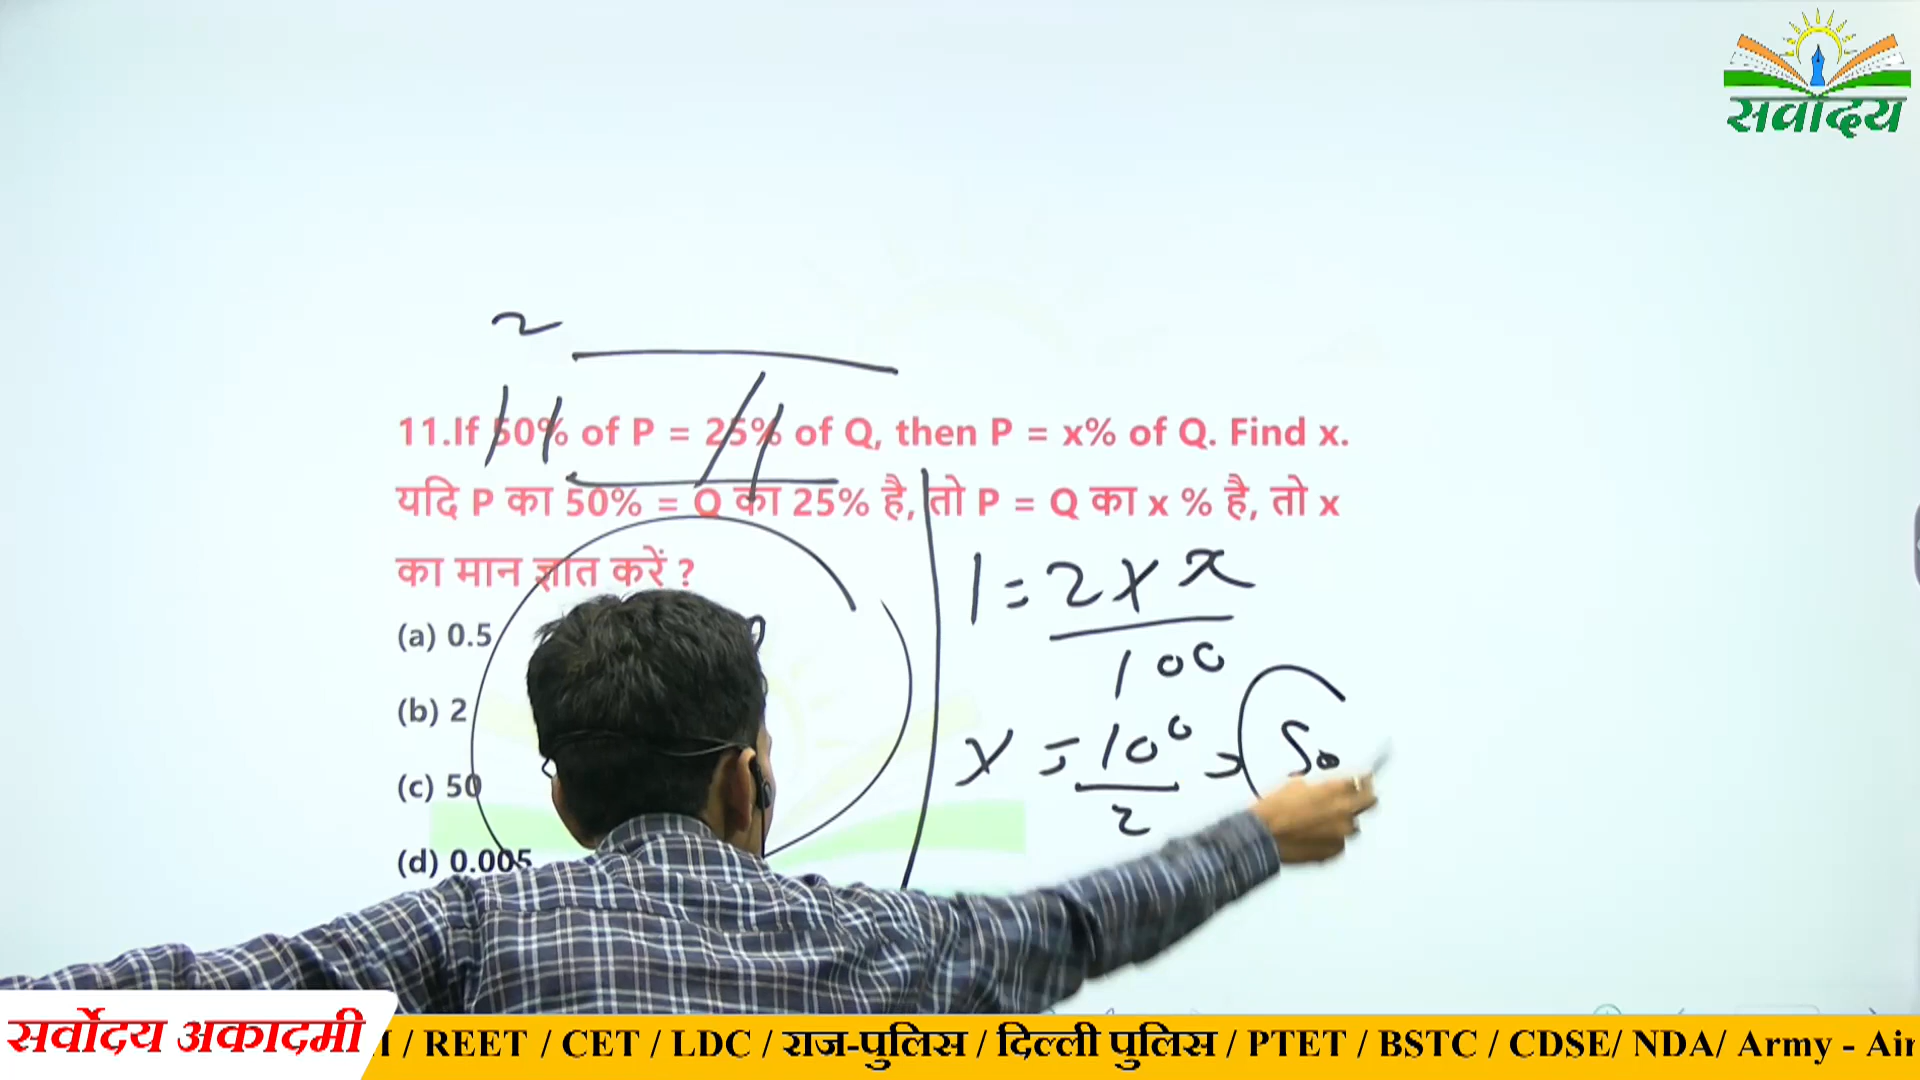 सर्वोदय
2
11.If 50% of P = 25% of Q, then P = x% of Q. Find x.
यदि P का 50% = Q का 25% है, तो P = Q का x % है, तो x
का मान ज्ञात करें ?
(a) 0.5
(b) 2
(c) 50
(d) 0.005
1 = 2 x x
100
x = 100 = 50
2
सर्वोदय अकादमी
/ REET / CET / LDC / राज-पुलिस / दिल्ली पुलिस / PTET / BSTC / CDSE/ NDA/ Army - Air